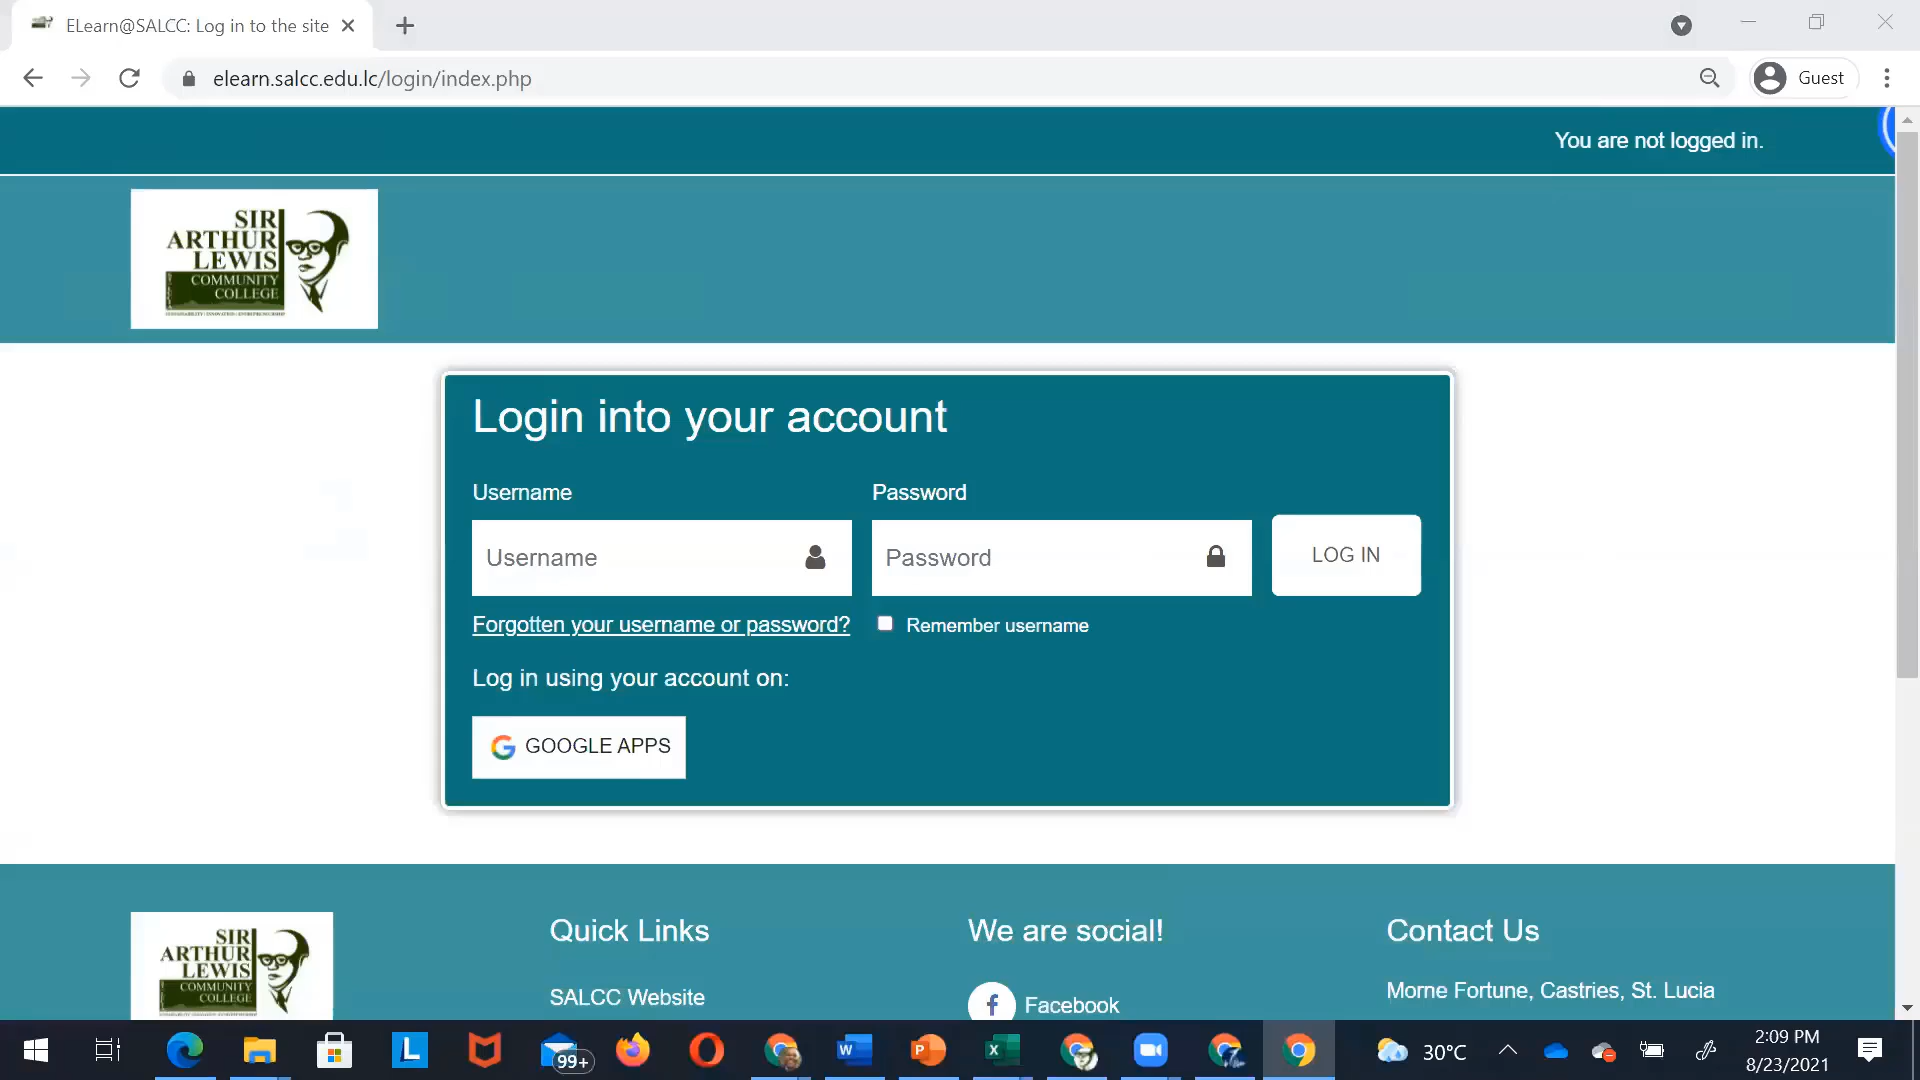 ELearn@SALCC: Log in to the site
elearn.salcc.edu.lc/login/index.php
Guest
You are not logged in.
SIR
ARTHUR
LEWIS
COMMUNITY
COLLEGE
Login into your account
Username
Password
Username
Password
LOG IN
Forgotten your username or password?
Remember username
Log in using your account on:
GOOGLE APPS
SIR
ARTHUR
LEWIS
COMMUNITY
COLLEGE
Quick Links
We are social!
Contact Us
SALCC Website
Facebook
Morne Fortune, Castries, St. Lucia
99+
30°C
2:09 PM
8/23/2021